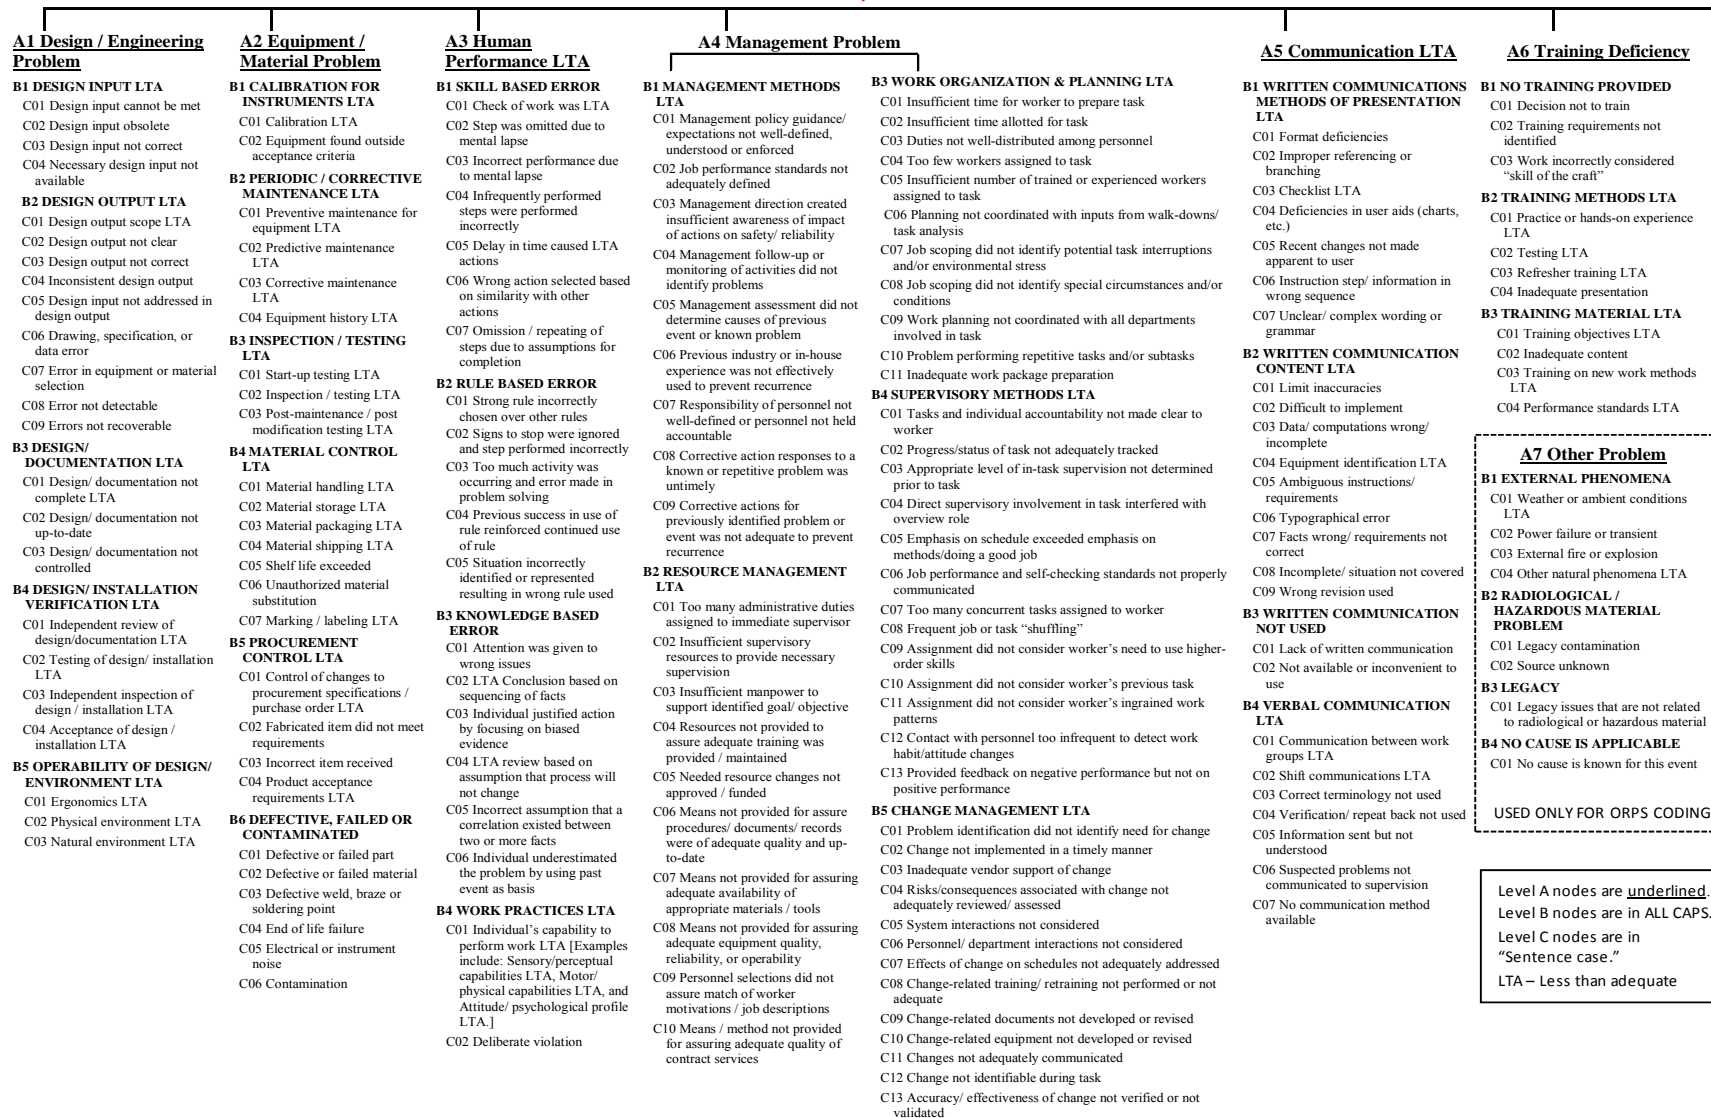 A1 Design / Engineering
Problem
B1 DESIGN INPUT LTA
C01 Design input cannot be met
C02 Design input obsolete
C03 Design input not correct
C04 Necessary design input not
available
B2 DESIGN OUTPUT LTA
C01 Design output scope LTA
C02 Design output not clear
C03 Design output not correct
C04 Inconsistent design output
C05 Design input not addressed in
design output
C06 Drawing, specification, or
data error
C07 Error in equipment or material
selection
C08 Error not detectable
C09 Errors not recoverable
B3 DESIGN/
DOCUMENTATION LTA
C01 Design/ documentation not
complete LTA
C02 Design/ documentation not
up-to-date
C03 Design/ documentation not
controlled
B4 DESIGN/ INSTALLATION
VERIFICATION LTA
C01 Independent review of
design/documentation LTA
C02 Testing of design/ installation
LTA
C03 Independent inspection of
design / installation LTA
C04 Acceptance of design /
installation LTA
B5 OPERABILITY OF DESIGN/
ENVIRONMENT LTA
C01 Ergonomics LTA
C02 Physical environment LTA
C03 Natural environment LTA
A2 Equipment /
Material Problem
B1 CALIBRATION FOR
INSTRUMENTS LTA
C01 Calibration LTA
C02 Equipment found outside
acceptance criteria
B2 PERIODIC / CORRECTIVE
MAINTENANCE LTA
C01 Preventive maintenance for
equipment LTA
C02 Predictive maintenance
LTA
C03 Corrective maintenance
LTA
C04 Equipment history LTA
B3 INSPECTION / TESTING
LTA
C01 Start-up testing LTA
C02 Inspection / testing LTA
C03 Post-maintenance / post
modification testing LTA
B4 MATERIAL CONTROL
LTA
C01 Material handling LTA
C02 Material storage LTA
C03 Material packaging LTA
C04 Material shipping LTA
C05 Shelf life exceeded
C06 Unauthorized material
substitution
C07 Marking / labeling LTA
B5 PROCUREMENT
CONTROL LTA
C01 Control of changes to
procurement specifications /
purchase order LTA
C02 Fabricated item did not meet
requirements
C03 Incorrect item received
C04 Product acceptance
requirements LTA
B6 DEFECTIVE, FAILED OR
CONTAMINATED
C01 Defective or failed part
C02 Defective or failed material
C03 Defective weld, braze or
soldering point
C04 End of life failure
C05 Electrical or instrument
noise
C06 Contamination
A3 Human
Performance LTA
B1 SKILL BASED ERROR
C01 Check of work was LTA
C02 Step was omitted due to
mental lapse
C03 Incorrect performance due
to mental lapse
C04 Infrequently performed
steps were performed
incorrectly
C05 Delay in time caused LTA
actions
C06 Wrong action selected based
on similarity with other
actions
C07 Omission / repeating of
steps due to assumptions for
completion
B2 RULE BASED ERROR
C01 Strong rule incorrectly
chosen over other rules
C02 Signs to stop were ignored
and step performed incorrectly
C03 Too much activity was
occurring and error made in
problem solving
C04 Previous success in use of
rule reinforced continued use
of rule
C05 Situation incorrectly
identified or represented
resulting in wrong rule used
B3 KNOWLEDGE BASED
ERROR
C01 Attention was given to
wrong issues
C02 LTA Conclusion based on
sequencing of facts
C03 Individual justified action
by focusing on biased
evidence
C04 LTA review based on
assumption that process will
not change
C05 Incorrect assumption that a
correlation existed between
two or more facts
C06 Individual underestimated
the problem by using past
event as basis
B4 WORK PRACTICES LTA
C01 Individual's capability to
perform work LTA [Examples
include: Sensory/perceptual
capabilities LTA, Motor/
physical capabilities LTA, and
Attitude/ psychological profile
LTA.]
C02 Deliberate violation
A4 Management Problem
B1 MANAGEMENT METHODS
LTA
C01 Management policy guidance/
expectations not well-defined,
understood or enforced
C02 Job performance standards not
adequately defined
C03 Management direction created
insufficient awareness of impact
of actions on safety/ reliability
C04 Management follow-up or
monitoring of activities did not
identify problems
C05 Management assessment did not
determine causes of previous
event or known problem
C06 Previous industry or in-house
experience was not effectively
used to prevent recurrence
C07 Responsibility of personnel not
well-defined or personnel not held
accountable
C08 Corrective action responses to a
known or repetitive problem was
untimely
C09 Corrective actions for
previously identified problem or
event was not adequate to prevent
recurrence
B2 RESOURCE MANAGEMENT
LTA
C01 Too many administrative duties
assigned to immediate supervisor
C02 Insufficient supervisory
resources to provide necessary
supervision
C03 Insufficient manpower to
support identified goal/ objective
C04 Resources not provided to
assure adequate training was
provided / maintained
C05 Needed resource changes not
approved / funded
C06 Means not provided for assure
procedures/ documents/ records
were of adequate quality and up-
to-date
C07 Means not provided for assuring
adequate availability of
appropriate materials / tools
C08 Means not provided for assuring
adequate equipment quality,
reliability, or operability
C09 Personnel selections did not
assure match of worker
motivations / job descriptions
C10 Means / method not provided
for assuring adequate quality of
contract services
B3 WORK ORGANIZATION & PLANNING LTA
C01 Insufficient time for worker to prepare task
C02 Insufficient time allotted for task
C03 Duties not well-distributed among personnel
C04 Too few workers assigned to task
C05 Insufficient number of trained or experienced workers
assigned to task
C06 Planning not coordinated with inputs from walk-downs/
task analysis
C07 Job scoping did not identify potential task interruptions
and/or environmental stress
C08 Job scoping did not identify special circumstances and/or
conditions
C09 Work planning not coordinated with all departments
involved in task
C10 Problem performing repetitive tasks and/or subtasks
C11 Inadequate work package preparation
B4 SUPERVISORY METHODS LTA
C01 Tasks and individual accountability not made clear to
worker
C02 Progress/status of task not adequately tracked
C03 Appropriate level of in-task supervision not determined
prior to task
C04 Direct supervisory involvement in task interfered with
overview role
C05 Emphasis on schedule exceeded emphasis on
methods/doing a good job
C06 Job performance and self-checking standards not properly
communicated
C07 Too many concurrent tasks assigned to worker
C08 Frequent job or task “shuffling”
C09 Assignment did not consider worker's need to use higher-
order skills
C10 Assignment did not consider worker's previous task
C11 Assignment did not consider worker's ingrained work
patterns
C12 Contact with personnel too infrequent to detect work
habit/attitude changes
C13 Provided feedback on negative performance but not on
positive performance
B5 CHANGE MANAGEMENT LTA
C01 Problem identification did not identify need for change
C02 Change not implemented in a timely manner
C03 Inadequate vendor support of change
C04 Risks/consequences associated with change not
adequately reviewed/ assessed
C05 System interactions not considered
C06 Personnel/ department interactions not considered
C07 Effects of change on schedules not adequately addressed
C08 Change-related training/ retraining not performed or not
adequate
C09 Change-related documents not developed or revised
C10 Change-related equipment not developed or revised
C11 Changes not adequately communicated
C12 Change not identifiable during task
C13 Accuracy/ effectiveness of change not verified or not
validated
A5 Communication LTA
B1 WRITTEN COMMUNICATIONS
METHODS OF PRESENTATION
LTA
C01 Format deficiencies
C02 Improper referencing or
branching
C03 Checklist LTA
C04 Deficiencies in user aids (charts,
etc.)
C05 Recent changes not made
apparent to user
C06 Instruction step/ information in
wrong sequence
C07 Unclear/ complex wording or
grammar
B2 WRITTEN COMMUNICATION
CONTENT LTA
C01 Limit inaccuracies
C02 Difficult to implement
C03 Data/ computations wrong/
incomplete
C04 Equipment identification LTA
C05 Ambiguous instructions/
requirements
C06 Typographical error
C07 Facts wrong/ requirements not
correct
C08 Incomplete/ situation not covered
C09 Wrong revision used
B3 WRITTEN COMMUNICATION
NOT USED
C01 Lack of written communication
C02 Not available or inconvenient to
use
B4 VERBAL COMMUNICATION
LTA
C01 Communication between work
groups LTA
C02 Shift communications LTA
C03 Correct terminology not used
C04 Verification/ repeat back not used
C05 Information sent but not
understood
C06 Suspected problems not
communicated to supervision
C07 No communication method
available
A6 Training Deficiency
B1 NO TRAINING PROVIDED
C01 Decision not to train
C02 Training requirements not
identified
C03 Work incorrectly considered
“skill of the craft”
B2 TRAINING METHODS LTA
C01 Practice or hands-on experience
LTA
C02 Testing LTA
C03 Refresher training LTA
C04 Inadequate presentation
B3 TRAINING MATERIAL LTA
C01 Training objectives LTA
C02 Inadequate content
C03 Training on new work methods
LTA
C04 Performance standards LTA
A7 Other Problem
B1 EXTERNAL PHENOMENA
C01 Weather or ambient conditions
LTA
C02 Power failure or transient
C03 External fire or explosion
C04 Other natural phenomena LTA
B2 RADIOLOGICAL /
HAZARDOUS MATERIAL
PROBLEM
C01 Legacy contamination
C02 Source unknown
B3 LEGACY
C01 Legacy issues that are not related
to radiological or hazardous material
B4 NO CAUSE IS APPLICABLE
C01 No cause is known for this event
USED ONLY FOR ORPS CODING
Level A nodes are underlined.
Level B nodes are in ALL CAPS.
Level C nodes are in
“Sentence case.”
LTA – Less than adequate